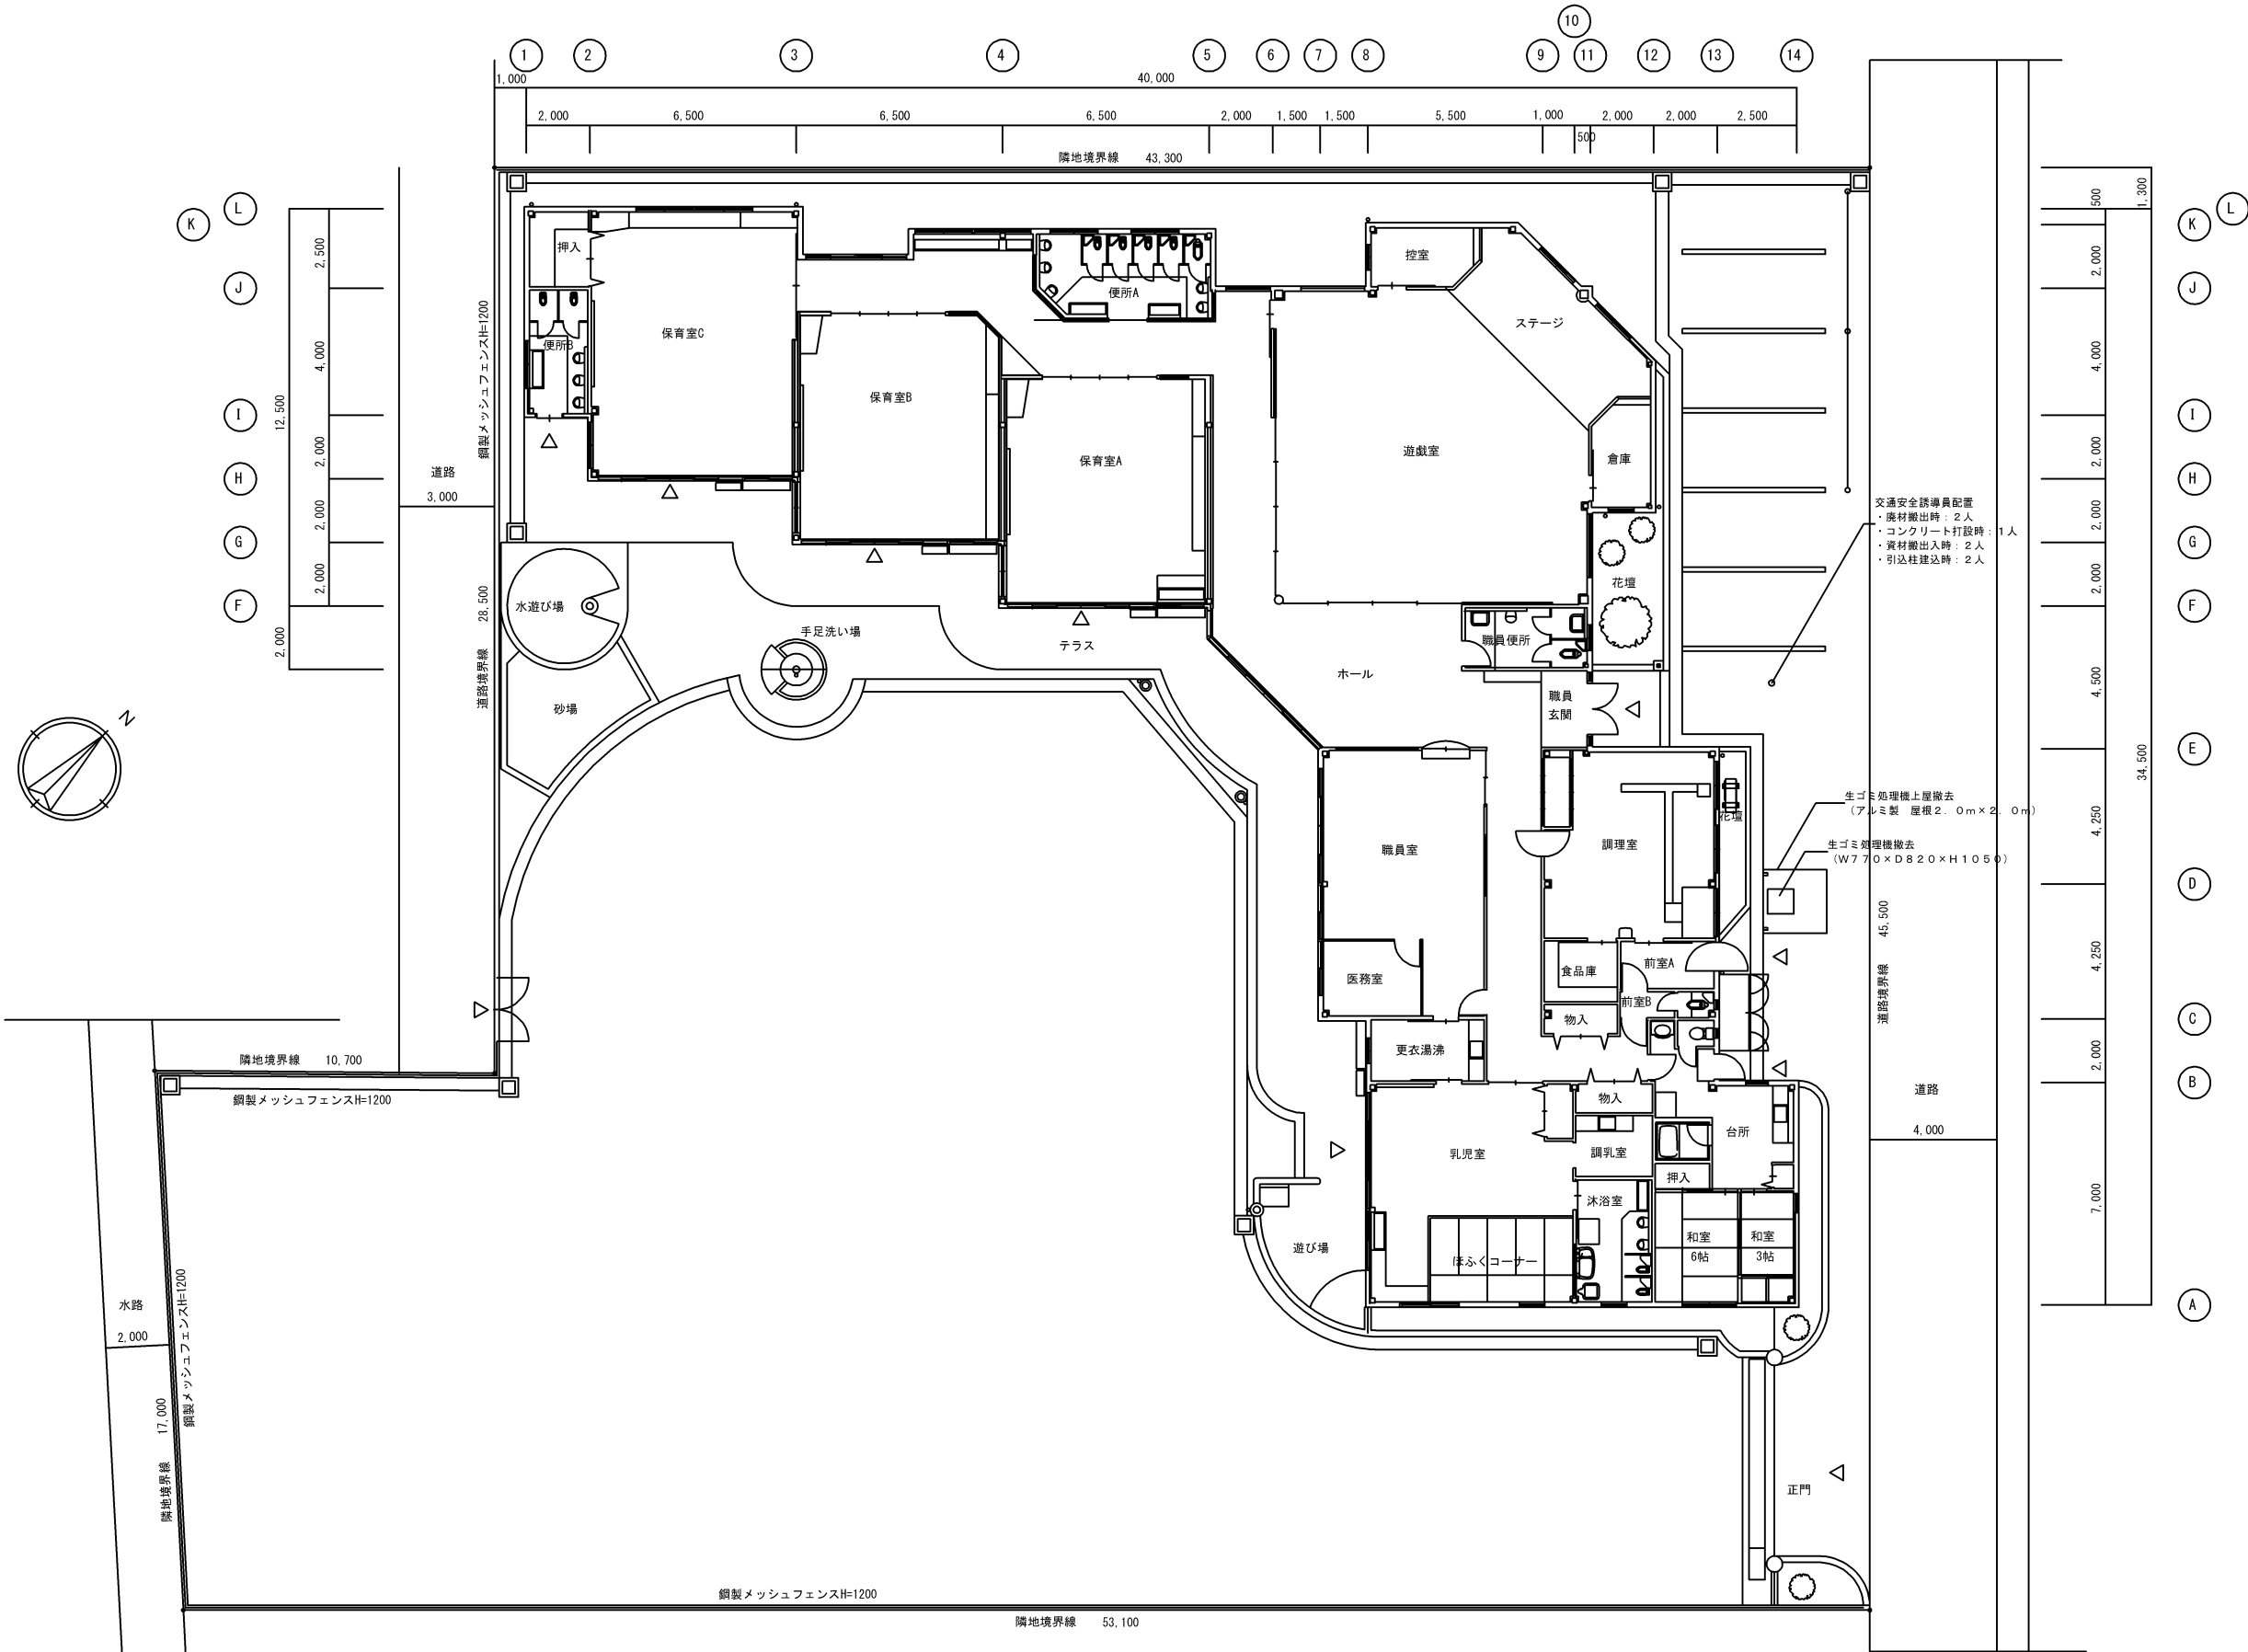 10
1 2 3 4 5 6 7 8 9 11 12 13 14
1,000 40,000
2,000 6,500 6,500 6,500 2,000 1,500 1,500 5,500 1,000 2,000 2,000 2,500
500
隣地境界線 43,300
L
K
J
I
H
G
F
2,500
4,000
2,000
2,000
2,000
12,500
2,000
道路
3,000
鋼製メッシュフェンスH=1200
道路境界線 28,500
押入
便所B
保育室C
保育室B
保育室A
便所A
控室
ステージ
遊戯室
倉庫
花壇
水遊び場
手足洗い場
テラス
砂場
ホール
職員便所
職員
玄関
職員室
調理室
花壇
医務室
食品庫
前室A
前室B
物入
更衣湯沸
物入
乳児室
調乳室
台所
押入
沐浴室
和室
6帖
和室
3帖
ほふくコーナー
遊び場
正門
交通安全誘導員配置
・廃材搬出時：2人
・コンクリート打設時：1人
・資材搬出入時：2人
・引込柱建込時：2人
生ゴミ処理機上屋撤去
（アルミ製 屋根2．0m×2．0m）
生ゴミ処理機撤去
（W770×D820×H1050）
道路境界線 45,500
道路
4,000
500
1,300
2,000
4,000
2,000
2,000
2,000
4,500
4,250
4,250
2,000
7,000
34,500
L
K
J
I
H
G
F
E
D
C
B
A
N
隣地境界線 10,700
鋼製メッシュフェンスH=1200
水路
2,000
鋼製メッシュフェンスH=1200
隣地境界線 17,000
鋼製メッシュフェンスH=1200
隣地境界線 53,100